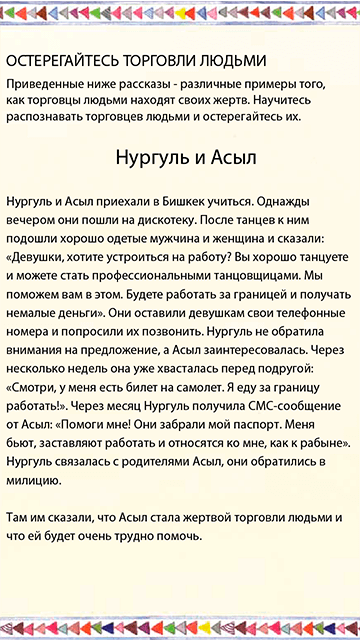 ОСТЕРЕГАЙТЕСЬ ТОРГОВЛИ ЛЮДЬМИ
Приведенные ниже рассказы - различные примеры того,
как торговцы людьми находят своих жертв. Научитесь
распознавать торговцев людьми и остерегайтесь их.
Нургуль и Асыл
Нургуль и Асыл приехали в Бишкек учиться. Однажды
вечером они пошли на дискотеку. После танцев к ним
подошли хорошо одетые мужчина и женщина и сказали:
«Девушки, хотите устроиться на работу? Вы хорошо танцуете
и можете стать профессиональными танцовщицами. Мы
поможем вам в этом. Будете работать за границей и получать
немалые деньги». Они оставили девушкам свои телефонные
номера и попросили их позвонить. Нургуль не обратила
внимания на предложение, а Асыл заинтересовалась. Через
несколько недель она уже хвасталась перед подругой:
«Смотри, у меня есть билет на самолет. Я еду за границу
работать!». Через месяц Нургуль получила СМС-сообщение
от Асыл: «Помоги мне! Они забрали мой паспорт. Меня
бьют, заставляют работать и относятся ко мне, как к рабыне».
Нургуль связалась с родителями Асыл, они обратились в
милицию.
Там им сказали, что Асыл стала жертвой торговли людьми и
что ей будет очень трудно помочь.